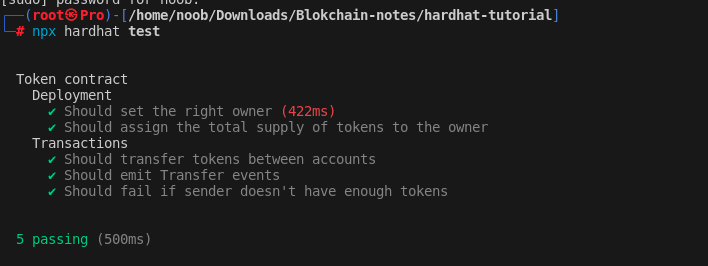 [sudo] password for noob:
(root㉿Pro)-[/home/noob/Downloads/Blokchain-notes/hardhat-tutorial]
# npx hardhat test
Token contract
Deployment
✔ Should set the right owner (422ms)
✔ Should assign the total supply of tokens to the owner
Transactions
✔ Should transfer tokens between accounts
✔ Should emit Transfer events
✔ Should fail if sender doesn't have enough tokens
5 passing (500ms)